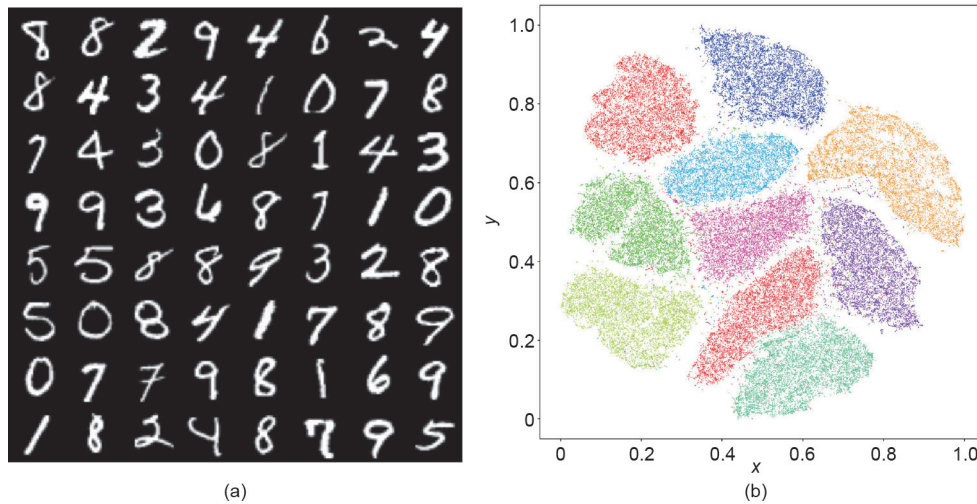 8 8 2 9 4 6 2 4
8 4 3 4 1 0 7 8
7 4 3 0 8 1 4 3
9 9 3 6 8 7 1 0
5 5 8 8 9 3 2 8
5 0 8 4 1 7 8 9
0 7 7 9 8 1 6 9
1 8 2 4 8 7 9 5
(a)
1.0
0.8
0.6
y
0.4
0.2
0
0 0.2 0.4 0.6 0.8 1.0
x
(b)